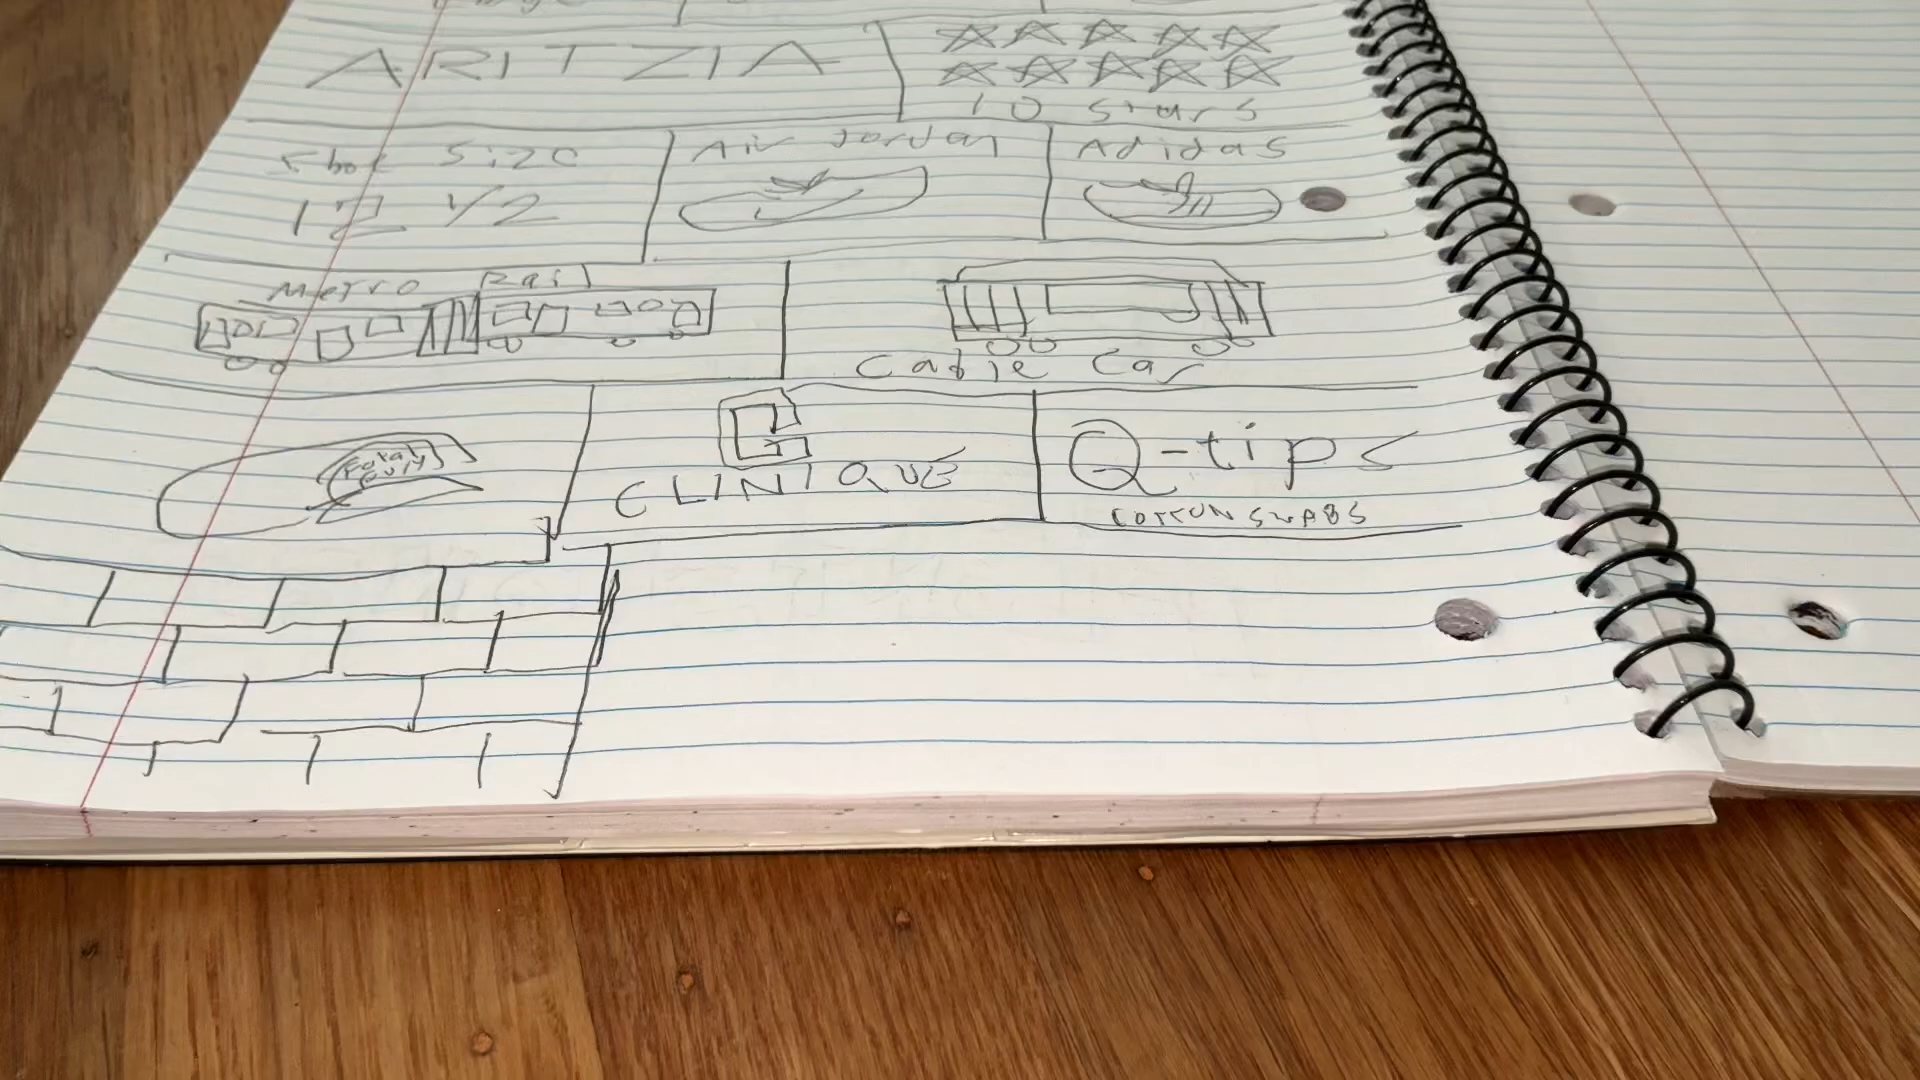 ARITZIA
10 Stars
Shoe Size
12 1/2
Air Jordan
Adidas
Metro Rail
Cable Car
CLINIQUE
Q-tips
COTTON SWABS